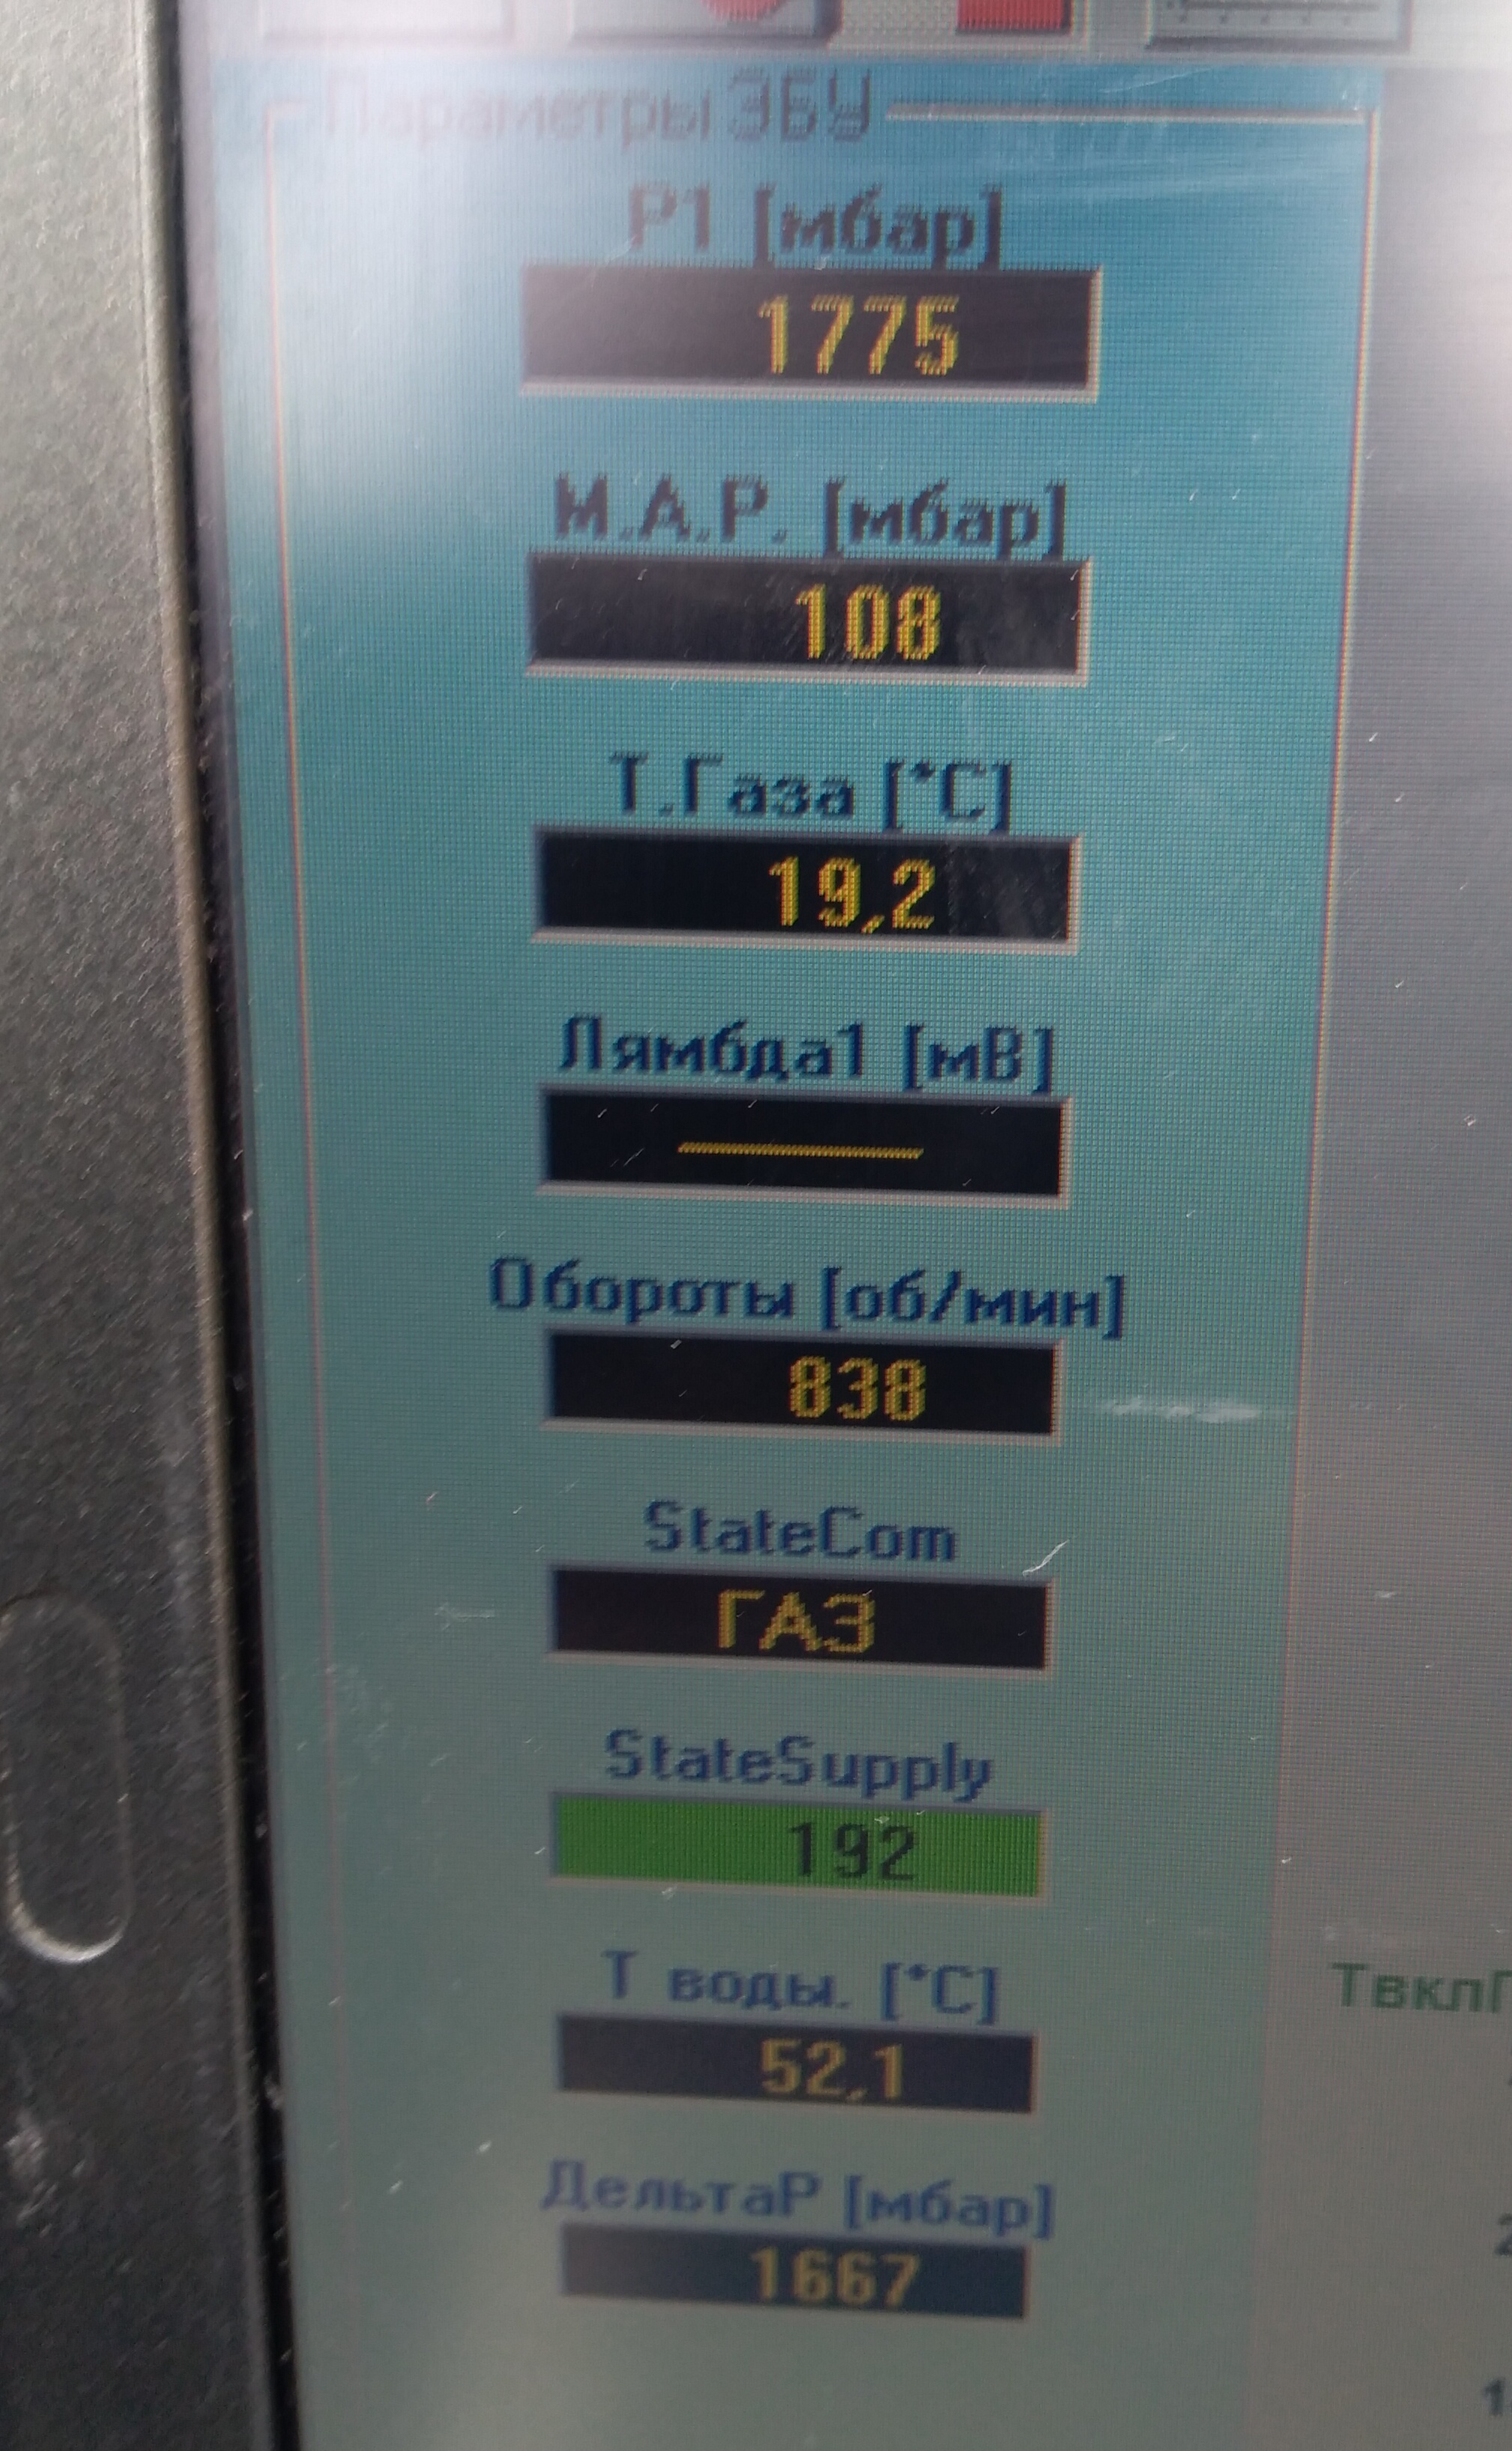 Параметры ЭБУ
P1 [мбар]
1775
М.А.Р. [мбар]
108
Т.Газа [°C]
19,2
Лямбда1 [мВ]
Обороты [об/мин]
838
StateCom
ГАЗ
StateSupply
192
Т воды. [°C]
52,1
ТвклГ
ДельтаР [мбар]
1667